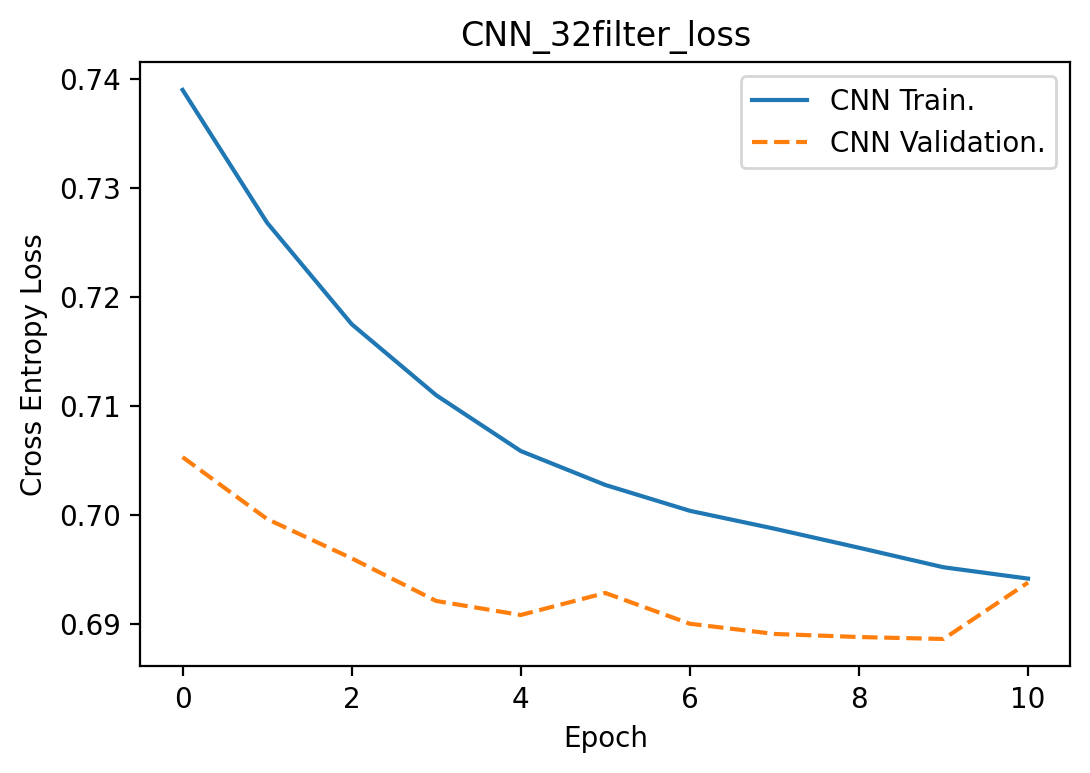 CNN_32filter_loss
CNN Train.
CNN Validation.
0.74
0.73
0.72
0.71
0.70
0.69
Cross Entropy Loss
0 2 4 6 8 10
Epoch